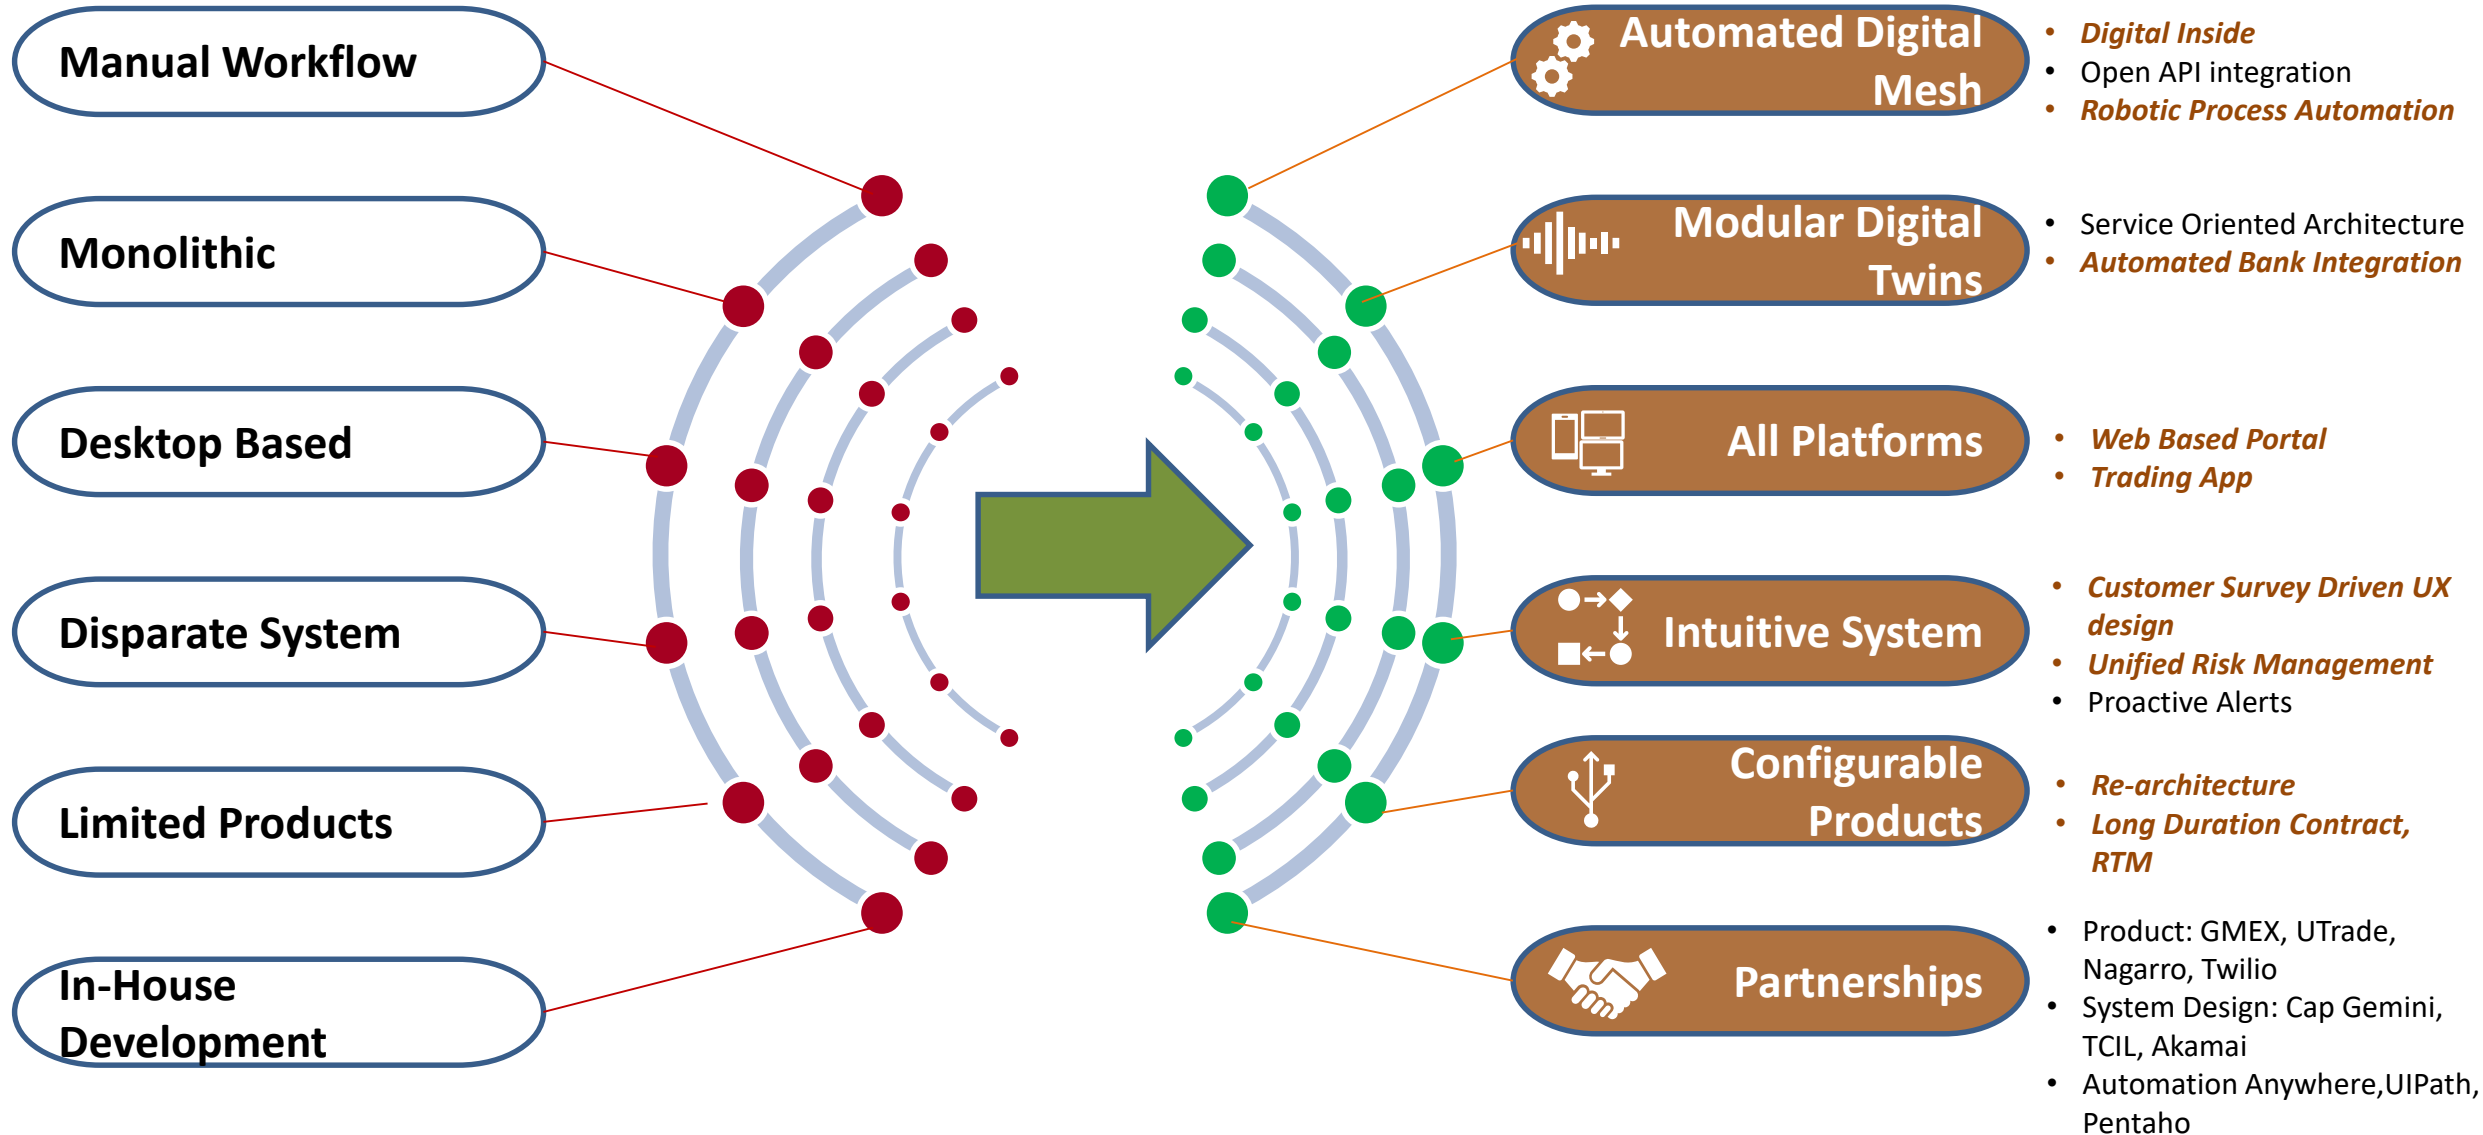 Manual Workflow
Monolithic
Desktop Based
Disparate System
Limited Products
In-House
Development
Automated Digital
Mesh
• Digital Inside
• Open API integration
• Robotic Process Automation
Modular Digital
Twins
• Service Oriented Architecture
• Automated Bank Integration
All Platforms
• Web Based Portal
• Trading App
Intuitive System
• Customer Survey Driven UX
design
• Unified Risk Management
• Proactive Alerts
Configurable
Products
• Re-architecture
• Long Duration Contract,
RTM
Partnerships
• Product: GMEX, UTrade,
Nagarro, Twilio
• System Design: Cap Gemini,
TCIL, Akamai
• Automation Anywhere,UIPath,
Pentaho